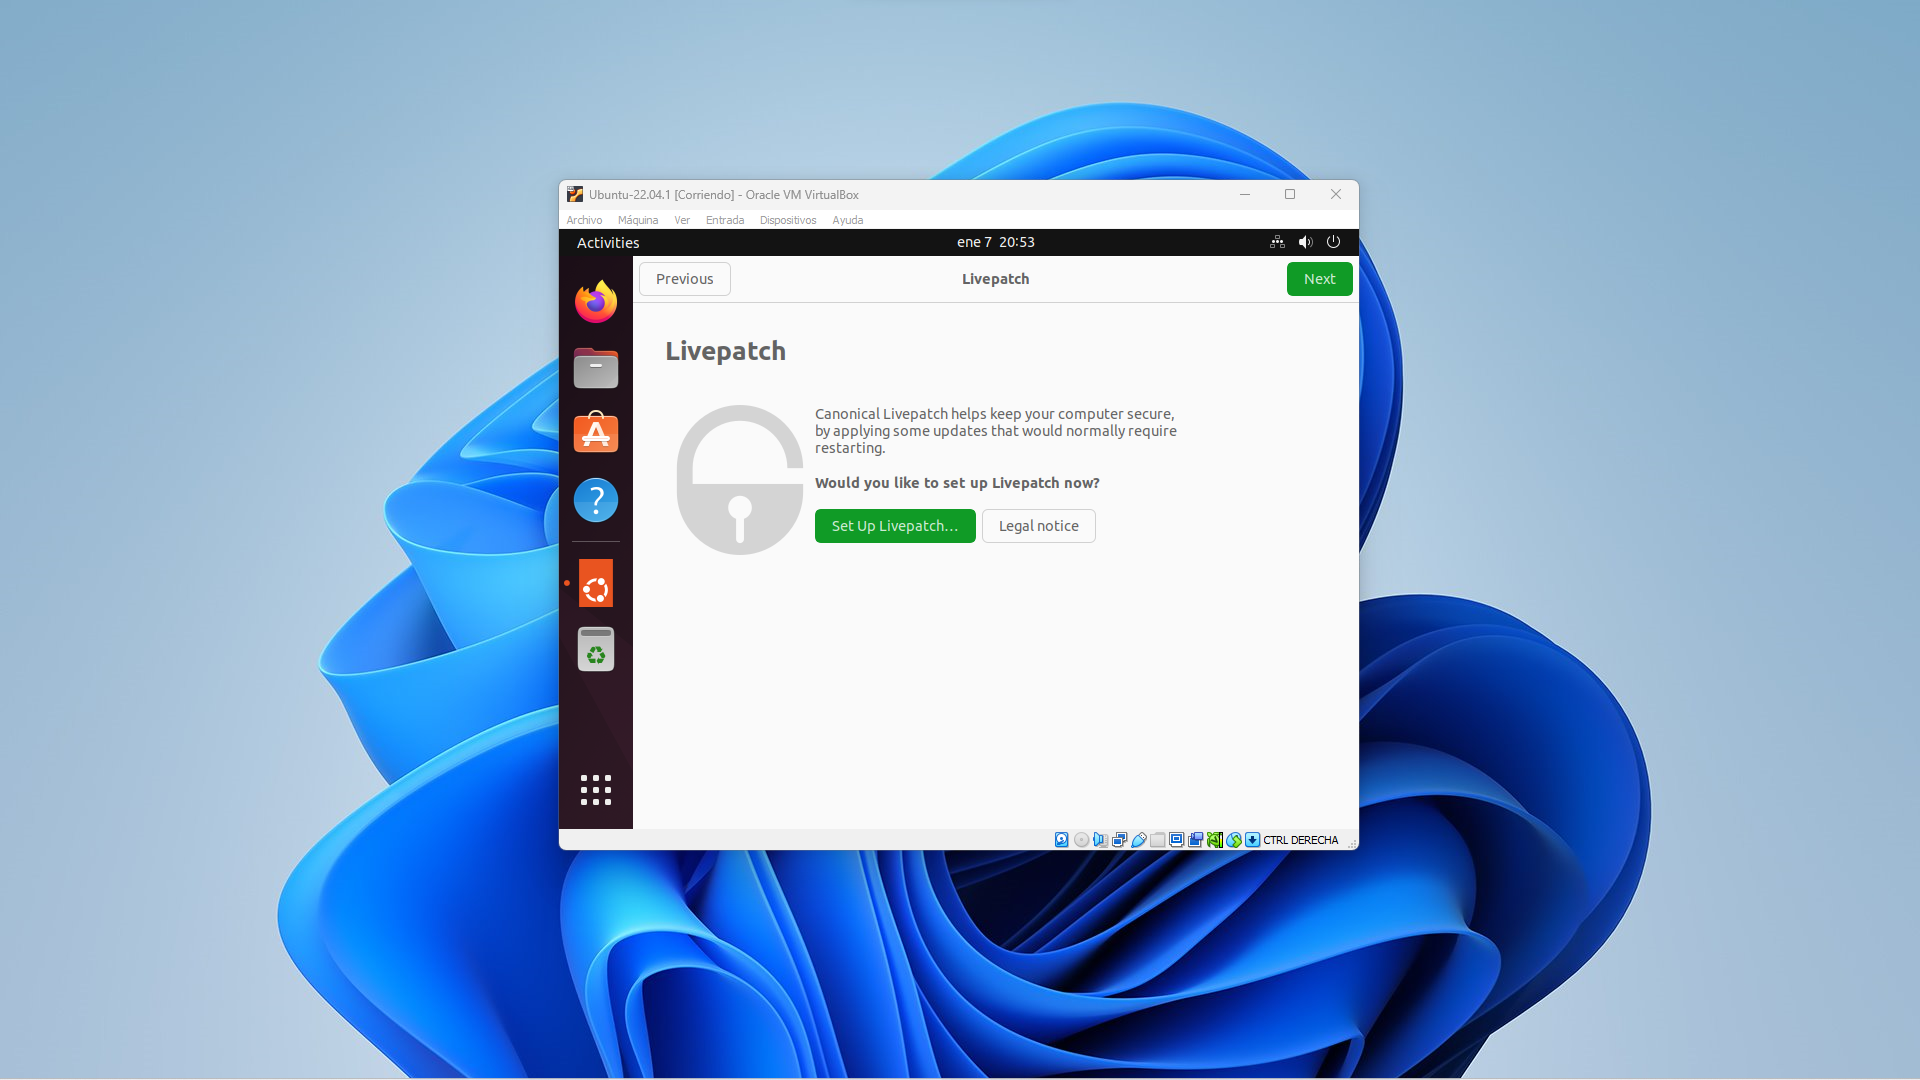 Ubuntu-22.04.1 [Corriendo] - Oracle VM VirtualBox
Archivo Máquina Ver Entrada Dispositivos Ayuda
Activities ene 7 20:53
Previous Livepatch Next
Livepatch
Canonical Livepatch helps keep your computer secure,
by applying some updates that would normally require
restarting.
Would you like to set up Livepatch now?
Set Up Livepatch… Legal notice
CTRL DERECHA